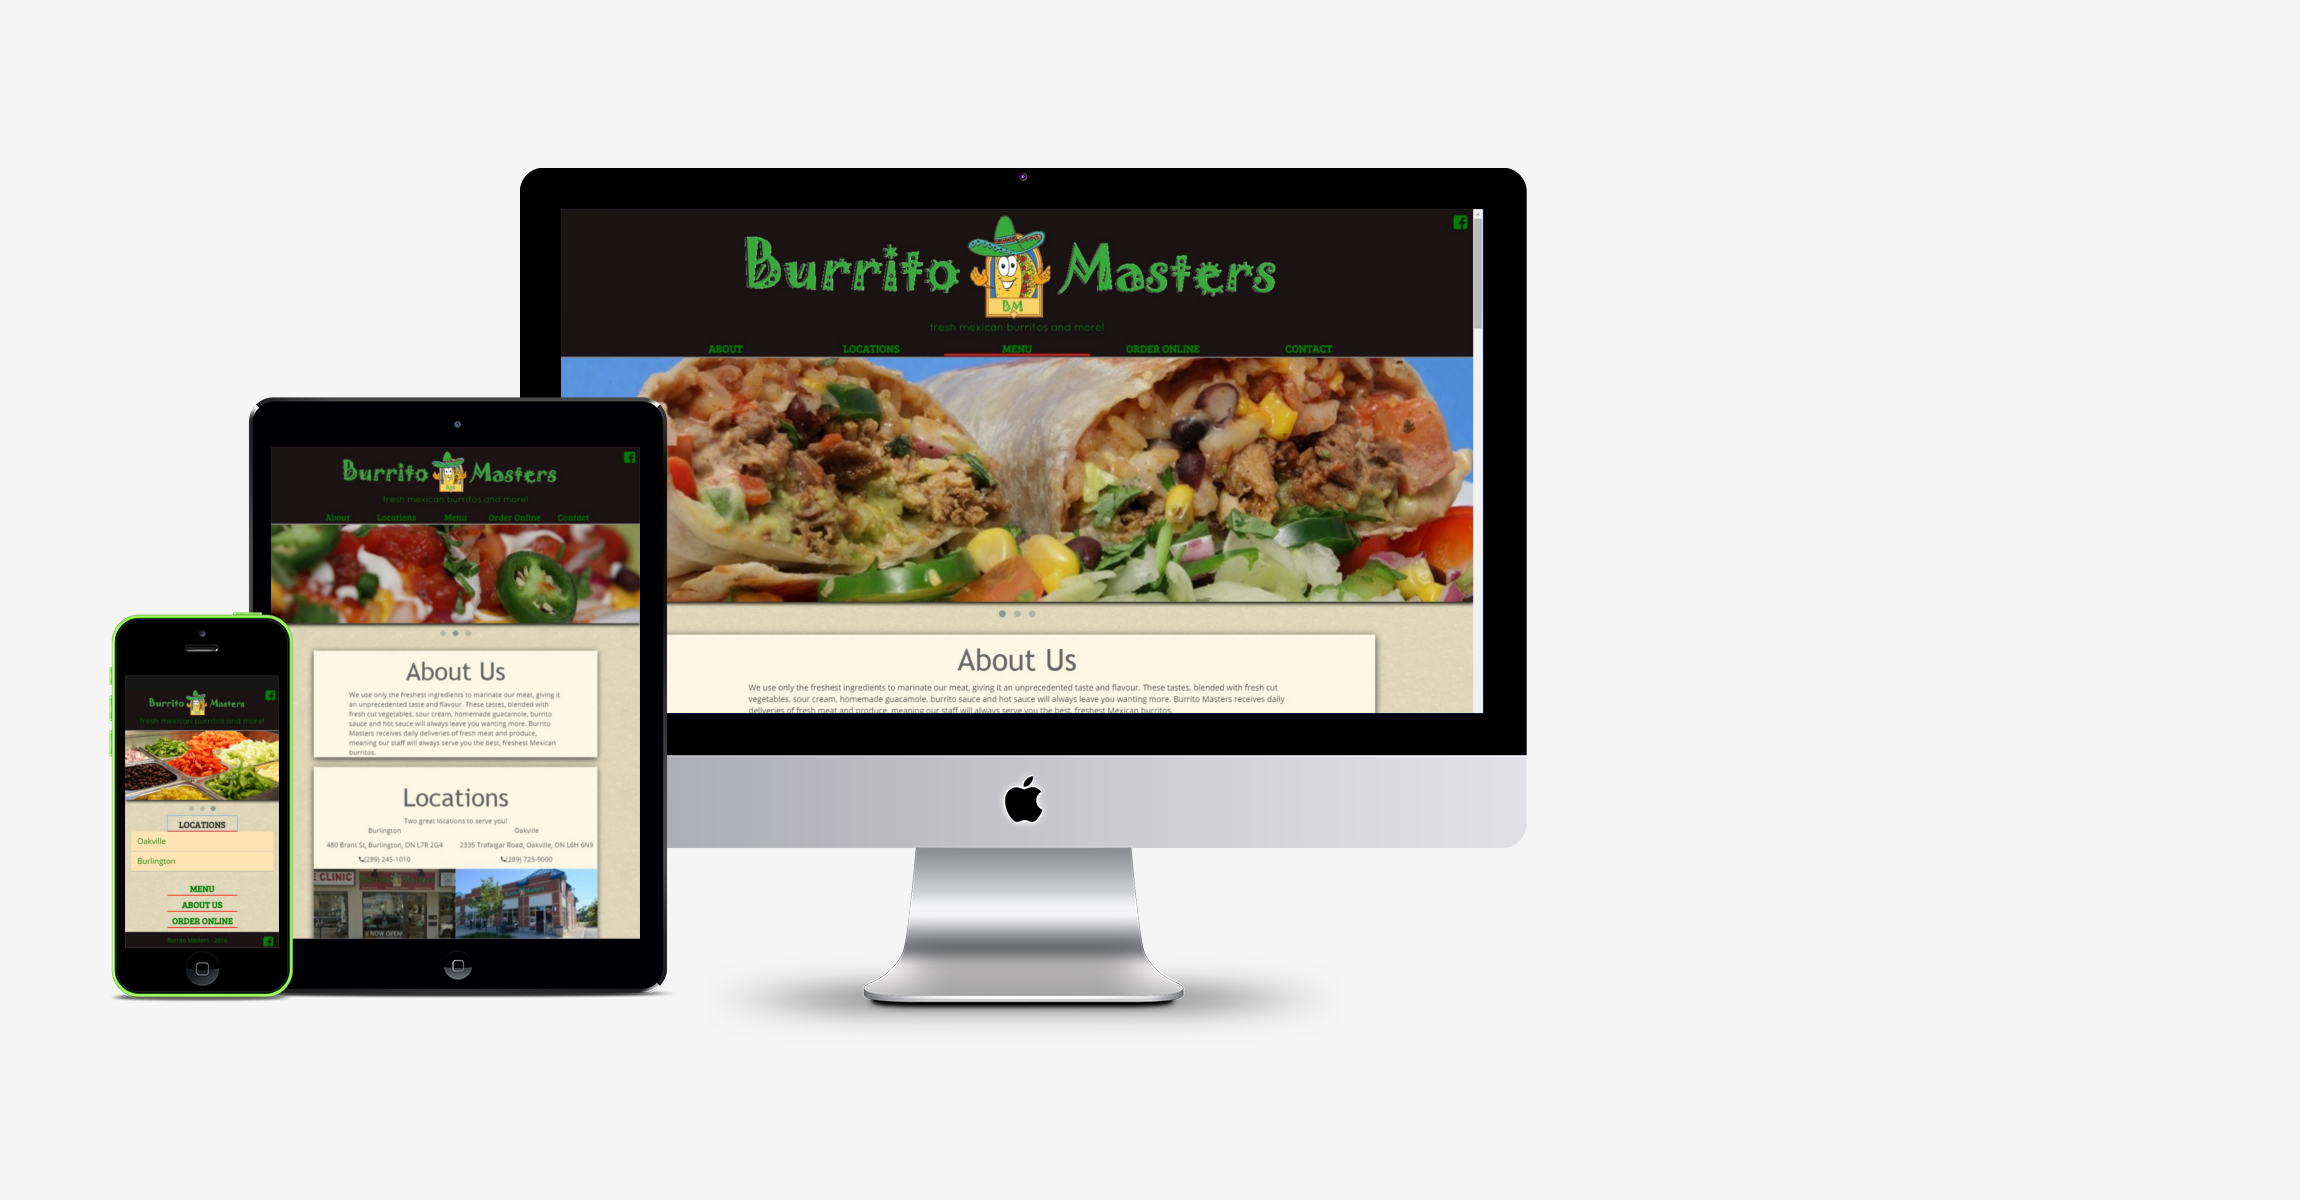 Burrito Masters
BM
fresh mexican burritos and more!
ABOUT LOCATIONS MENU ORDER ONLINE CONTACT
About Us
We use only the freshest ingredients to marinate our meat, giving it an unprecedented taste and flavour. These tastes, blended with fresh cut
vegetables, sour cream, homemade guacamole, burrito sauce and hot sauce will always leave you wanting more. Burrito Masters receives daily
deliveries of fresh meat and produce, meaning our staff will always serve you the best, freshest Mexican burritos.
Burrito Masters
BM
fresh mexican burritos and more!
About Locations Menu Order Online Contact
About Us
We use only the freshest ingredients to marinate our meat, giving it
an unprecedented taste and flavour. These tastes, blended with
fresh cut vegetables, sour cream, homemade guacamole, burrito
sauce and hot sauce will always leave you wanting more. Burrito
Masters receives daily deliveries of fresh meat and produce,
meaning our staff will always serve you the best, freshest Mexican
burritos.
Locations
Two great locations to serve you!
Burlington Oakville
480 Brant St, Burlington, ON L7R 2G4 2335 Trafalgar Road, Oakville, ON L6H 6N9
(289) 245-1010 (289) 725-9000
E CLINIC
NOW OPEN!
Burrito Masters
fresh mexican burritos and more!
LOCATIONS
Oakville
Burlington
MENU
ABOUT US
ORDER ONLINE
Burrito Masters - 2016